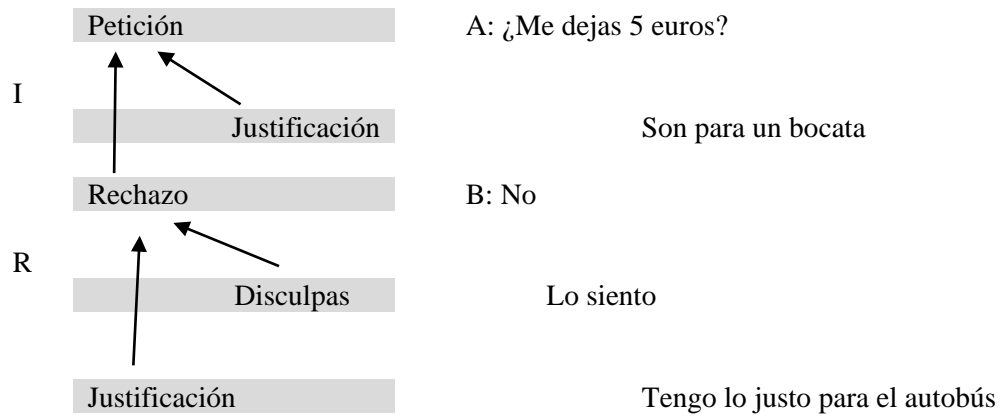 Petición A: ¿Me dejas 5 euros?
I
Justificación Son para un bocata
Rechazo B: No
R
Disculpas Lo siento
Justificación Tengo lo justo para el autobús